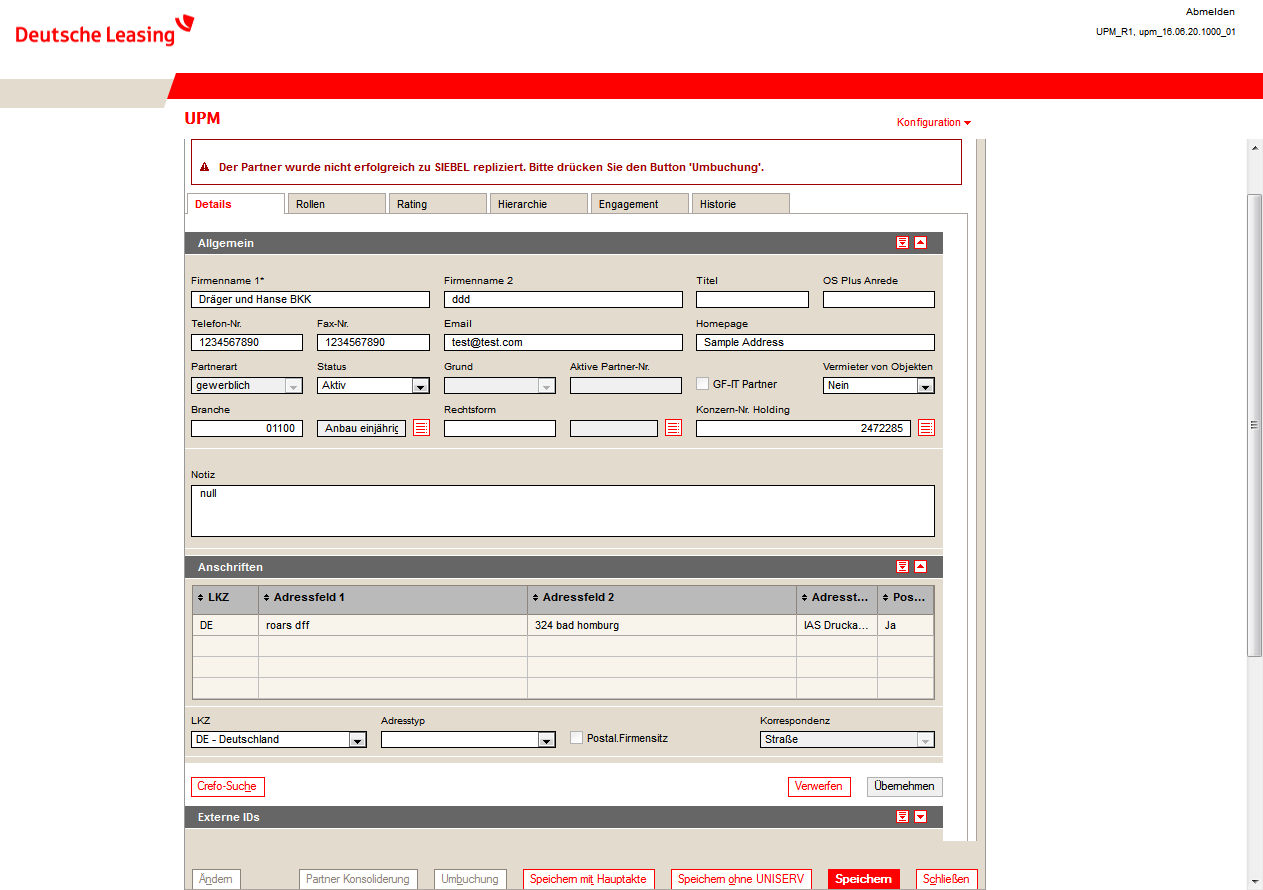 Abmelden
Deutsche Leasing
UPM_R1, upm_16.06.20.1000_01
UPM
Konfiguration
Der Partner wurde nicht erfolgreich zu SIEBEL repliziert. Bitte drücken Sie den Button 'Umbuchung'.
Details Rollen Rating Hierarchie Engagement Historie
Allgemein
Firmenname 1* Firmenname 2 Titel OS Plus Anrede
Dräger und Hanse BKK ddd
Telefon-Nr. Fax-Nr. Email Homepage
1234567890 1234567890 test@test.com Sample Address
Partnerart Status Grund Aktive Partner-Nr. Vermieter von Objekten
gewerblich Aktiv GF-IT Partner Nein
Branche Rechtsform Konzern-Nr. Holding
01100 Anbau einjährig 2472285
Notiz
null
Anschriften
LKZ Adressfeld 1 Adressfeld 2 Adresst... Pos...
DE roars dff 324 bad homburg IAS Drucka... Ja
LKZ Adresstyp Korrespondenz
DE - Deutschland Postal.Firmensitz Straße
Crefo-Suche Verwerfen Übernehmen
Externe IDs
Ändern Partner Konsolidierung Umbuchung Speichern mit Hauptakte Speichern ohne UNISERV Speichern Schließen